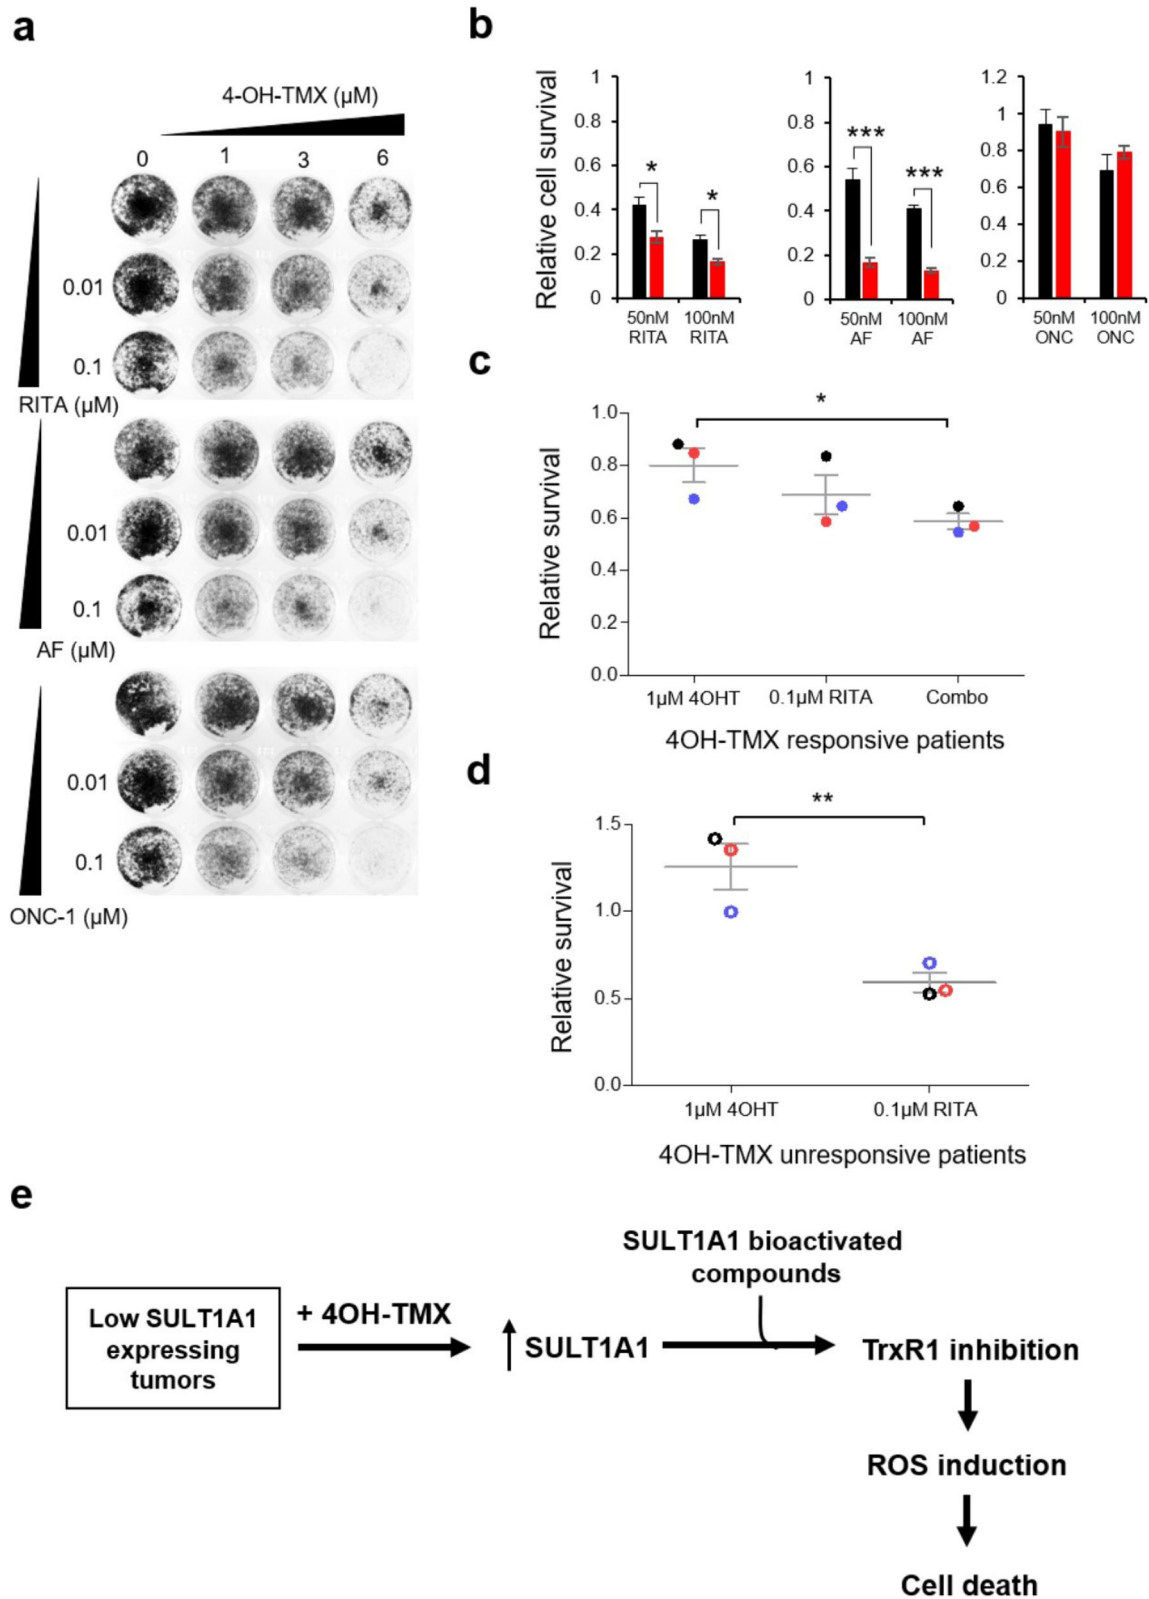 a
4-OH-TMX (µM)
0 1 3 6
0.01
0.1
RITA (µM)
0.01
0.1
AF (µM)
0.01
0.1
ONC-1 (µM)
b
Relative cell survival
1
0.8
0.6
0.4
0.2
0
*
*
50nM 100nM
RITA RITA
1
0.8
0.6
0.4
0.2
0
***
***
50nM 100nM
AF AF
1.2
1
0.8
0.6
0.4
0.2
0
50nM 100nM
ONC ONC
c
Relative survival
1.0
0.8
0.6
0.4
0.2
0.0
*
1µM 4OHT 0.1µM RITA Combo
4OH-TMX responsive patients
d
Relative survival
1.5
1.0
0.5
0.0
**
1µM 4OHT 0.1µM RITA
4OH-TMX unresponsive patients
e
Low SULT1A1
expressing
tumors
+ 4OH-TMX
SULT1A1
SULT1A1 bioactivated
compounds
TrxR1 inhibition
ROS induction
Cell death